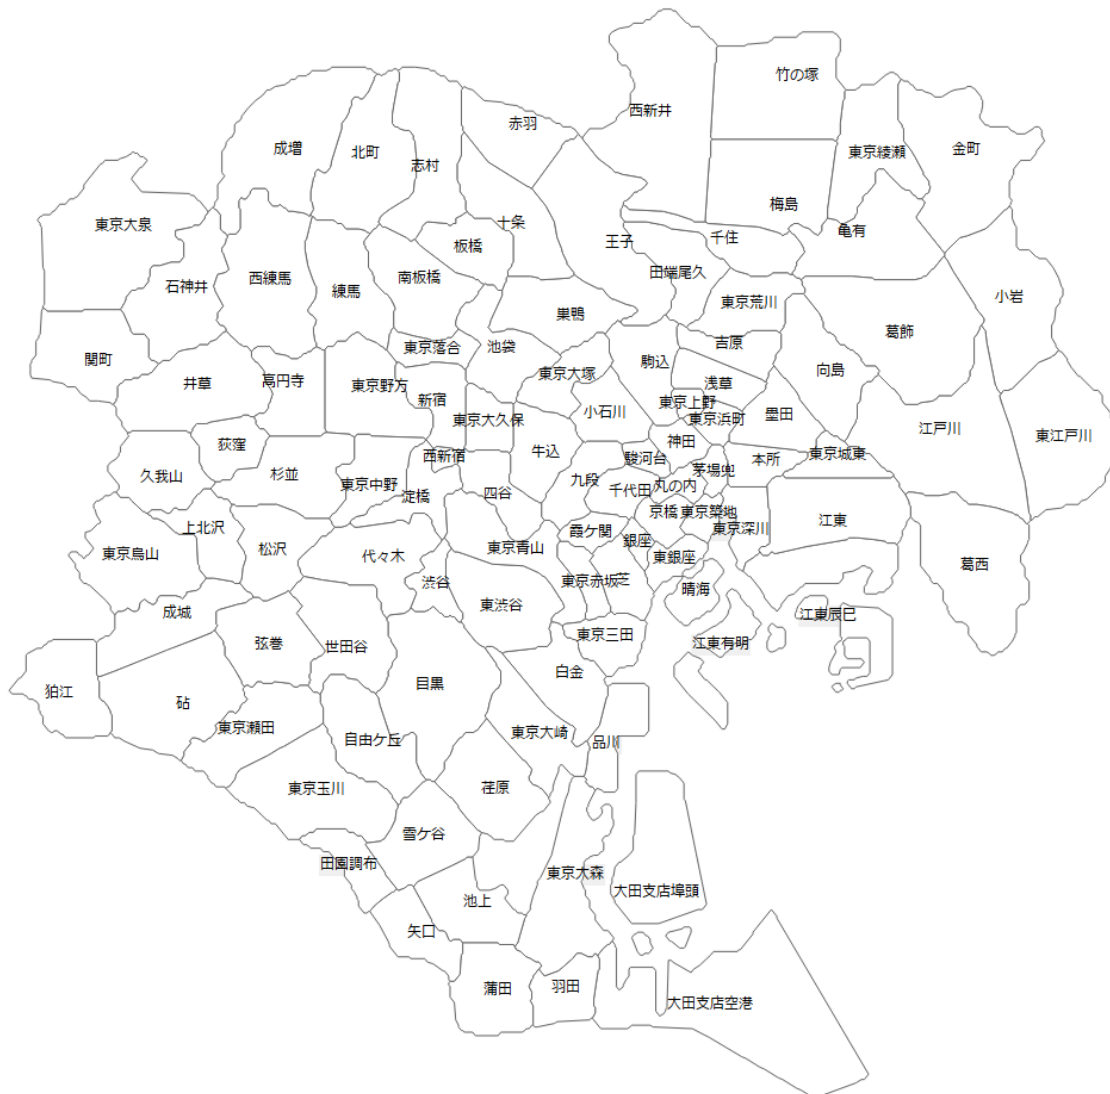 竹の塚
西新井
赤羽
成増
北町
志村
東京綾瀬
金町
東京大泉
十条
梅島
亀有
板橋
王子
千住
石神井
西練馬
練馬
南板橋
田端尾久
東京荒川
小岩
巣鴨
葛飾
関町
東京落合
池袋
吉原
駒込
向島
井草
高円寺
東京野方
東京大塚
浅草
新宿
東京上野
小石川
東京大久保
東京浜町
墨田
江戸川
東江戸川
荻窪
神田
久我山
杉並
東京中野
西新宿
牛込
駿河台
茅場兜
本所
東京城東
淀橋
四谷
九段
千代田
丸の内
上北沢
京橋
東京築地
東京深川
江東
東京烏山
松沢
代々木
東京青山
霞ケ関
銀座
東銀座
葛西
渋谷
東京赤坂
芝
晴海
成城
東渋谷
江東辰巳
弦巻
世田谷
東京三田
江東有明
狛江
砧
目黒
白金
東京瀬田
自由ケ丘
東京大崎
品川
東京玉川
荏原
雪ケ谷
田園調布
東京大森
大田支店埠頭
池上
矢口
蒲田
羽田
大田支店空港